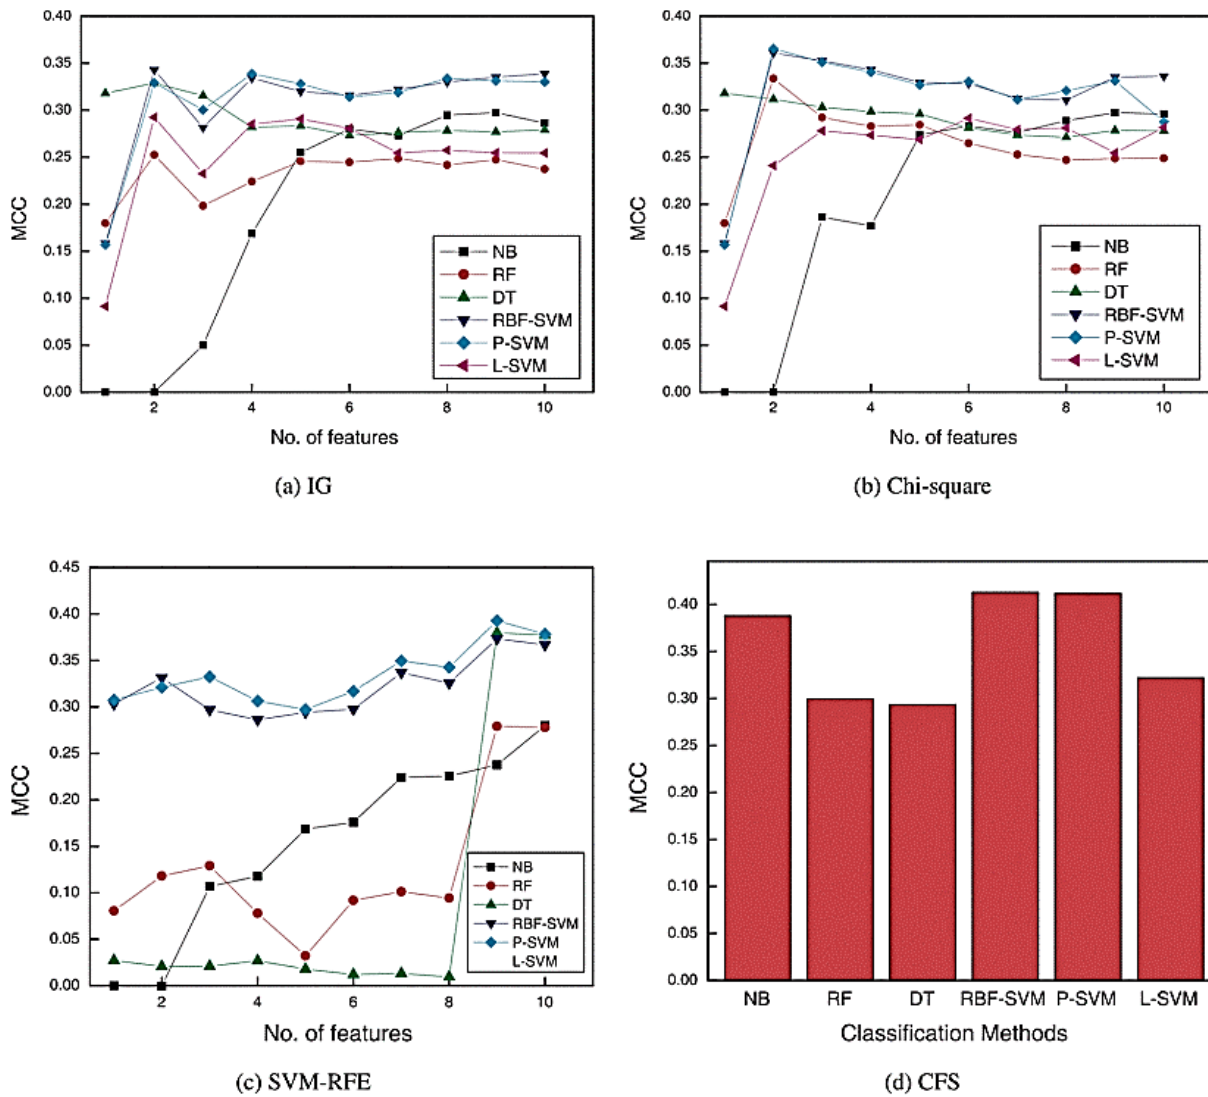 0.40
0.35
0.30
0.25
0.20
0.15
0.10
0.05
0.00
MCC
NB
RF
DT
RBF-SVM
P-SVM
L-SVM
2 4 6 8 10
No. of features
(a) IG
0.40
0.35
0.30
0.25
0.20
0.15
0.10
0.05
0.00
MCC
NB
RF
DT
RBF-SVM
P-SVM
L-SVM
2 4 6 8 10
No. of features
(b) Chi-square
0.45
0.40
0.35
0.30
0.25
0.20
0.15
0.10
0.05
0.00
MCC
NB
RF
DT
RBF-SVM
P-SVM
L-SVM
2 4 6 8 10
No. of features
(c) SVM-RFE
0.40
0.35
0.30
0.25
0.20
0.15
0.10
0.05
0.00
MCC
NB RF DT RBF-SVM P-SVM L-SVM
Classification Methods
(d) CFS